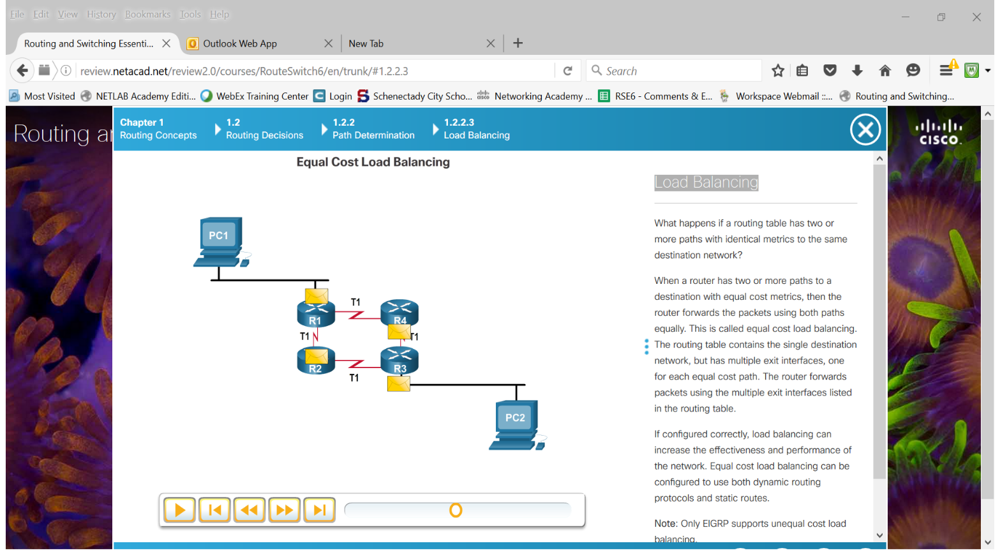 File Edit View History Bookmarks Tools Help
Routing and Switching Essenti... Outlook Web App New Tab
review.netacad.net/review2.0/courses/RouteSwitch6/en/trunk/#1.2.2.3 Search
Most Visited NETLAB Academy Editi... WebEx Training Center Login Schenectady City Scho... Networking Academy ... RSE6 - Comments & E... Workspace Webmail ::... Routing and Switching...
Routing a
CISCO
Chapter 1
Routing Concepts
1.2
Routing Decisions
1.2.2
Path Determination
1.2.2.3
Load Balancing
Equal Cost Load Balancing
PC1
T1
R1
R4
T1
T1
R2
R3
T1
PC2
Load Balancing
What happens if a routing table has two or
more paths with identical metrics to the same
destination network?
When a router has two or more paths to a
destination with equal cost metrics, then the
router forwards the packets using both paths
equally. This is called equal cost load balancing.
The routing table contains the single destination
network, but has multiple exit interfaces, one
for each equal cost path. The router forwards
packets using the multiple exit interfaces listed
in the routing table.
If configured correctly, load balancing can
increase the effectiveness and performance of
the network. Equal cost load balancing can be
configured to use both dynamic routing
protocols and static routes.
Note: Only EIGRP supports unequal cost load
balancing.